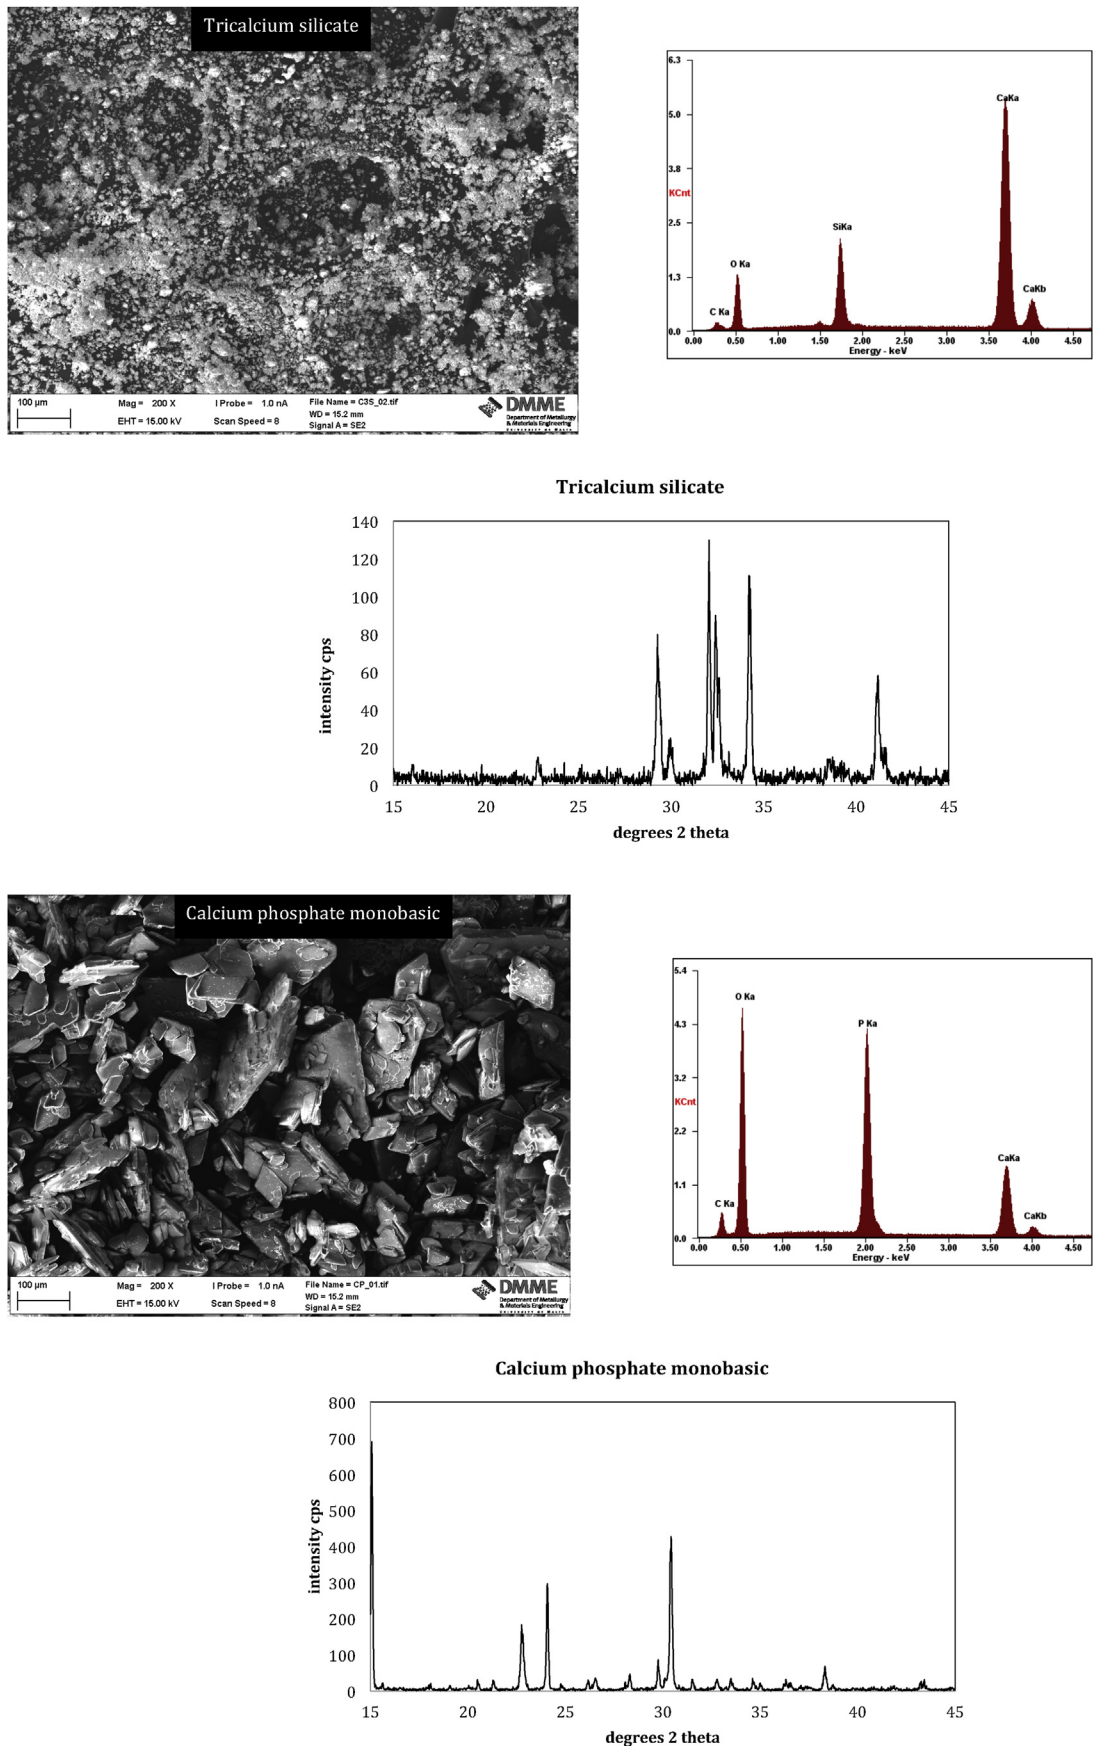 Tricalcium silicate
6.3
5.0
3.8
KCnt
2.5
1.3
0.0
C Ka
O Ka
SiKa
CaKa
CaKb
0.00 0.50 1.00 1.50 2.00 2.50 3.00 3.50 4.00 4.50
Energy - keV
100 µm
Mag = 200 X
EHT = 15.00 kV
I Probe = 1.0 nA
Scan Speed = 8
File Name = C3S_02.tif
WD = 15.2 mm
Signal A = SE2
DMME
Department of Metallurgy
& Materials Engineering
University of Malta
Tricalcium silicate
intensity cps
140
120
100
80
60
40
20
0
15 20 25 30 35 40 45
degrees 2 theta
Calcium phosphate monobasic
5.4
4.3
3.2
KCnt
2.2
1.1
0.0
C Ka
O Ka
P Ka
CaKa
CaKb
0.00 0.50 1.00 1.50 2.00 2.50 3.00 3.50 4.00 4.50
Energy - keV
100 µm
Mag = 200 X
EHT = 15.00 kV
I Probe = 1.0 nA
Scan Speed = 8
File Name = CP_01.tif
WD = 15.2 mm
Signal A = SE2
DMME
Department of Metallurgy
& Materials Engineering
University of Malta
Calcium phosphate monobasic
intensity cps
800
700
600
500
400
300
200
100
0
15 20 25 30 35 40 45
degrees 2 theta